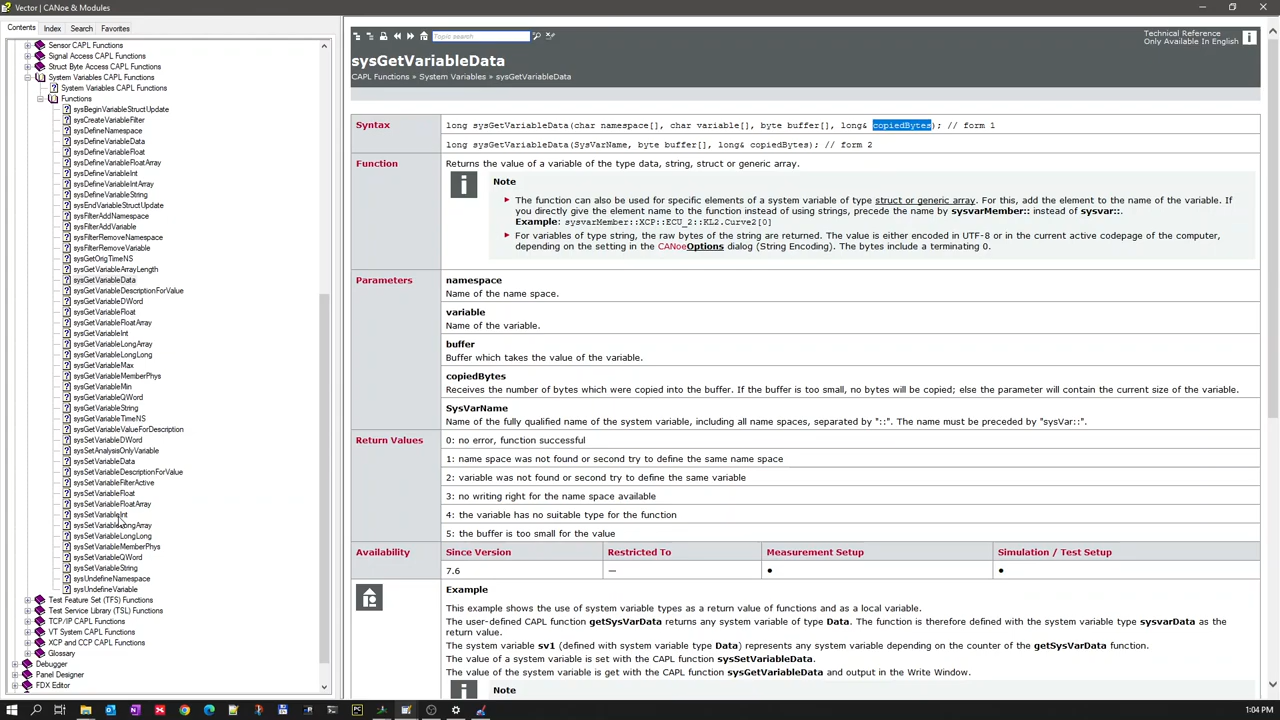 Vector | CANoe & Modules
Contents
Index
Search
Favorites
Sensor CAPL Functions
Signal Access CAPL Functions
Struct Byte Access CAPL Functions
System Variables CAPL Functions
System Variables CAPL Functions
Functions
sysBeginVariableStructUpdate
sysCreateVariableFilter
sysDefineNamespace
sysDefineVariableData
sysDefineVariableFloat
sysDefineVariableFloatArray
sysDefineVariableInt
sysDefineVariableIntArray
sysDefineVariableString
sysEndVariableStructUpdate
sysFilterAddNamespace
sysFilterAddVariable
sysFilterRemoveNamespace
sysFilterRemoveVariable
sysGetOrigTimeNS
sysGetVariableArrayLength
sysGetVariableData
sysGetVariableDescriptionForValue
sysGetVariableDWord
sysGetVariableFloat
sysGetVariableFloatArray
sysGetVariableInt
sysGetVariableLongArray
sysGetVariableLongLong
sysGetVariableMax
sysGetVariableMemberPhys
sysGetVariableMin
sysGetVariableQWord
sysGetVariableString
sysGetVariableTimeNS
sysGetVariableValueForDescription
sysSetVariableDWord
sysSetAnalysisOnlyVariable
sysSetVariableData
sysSetVariableDescriptionForValue
sysSetVariableFilterActive
sysSetVariableFloat
sysSetVariableFloatArray
sysSetVariableInt
sysSetVariableLongArray
sysSetVariableLongLong
sysSetVariableMemberPhys
sysSetVariableQWord
sysSetVariableString
sysUndefineNamespace
sysUndefineVariable
Test Feature Set (TFS) Functions
Test Service Library (TSL) Functions
TCP/IP CAPL Functions
VT System CAPL Functions
XCP and CCP CAPL Functions
Glossary
Debugger
Panel Designer
FDX Editor
Topic search
Technical Reference
Only Available In English
sysGetVariableData
CAPL Functions » System Variables » sysGetVariableData
Syntax
long sysGetVariableData(char namespace[], char variable[], byte buffer[], long& copiedBytes); // form 1
long sysGetVariableData(SysVarName, byte buffer[], long& copiedBytes); // form 2
Function
Returns the value of a variable of the type data, string, struct or generic array.
Note
The function can also be used for specific elements of a system variable of type struct or generic array. For this, add the element to the name of the variable. If
you directly give the element name to the function instead of using strings, precede the name by sysvarMember:: instead of sysvar::.
Example: sysvarMember::XCP::ECU_2::KL2.Curve2[0]
For variables of type string, the raw bytes of the string are returned. The value is either encoded in UTF-8 or in the current active codepage of the computer,
depending on the setting in the CANoeOptions dialog (String Encoding). The bytes include a terminating 0.
Parameters
namespace
Name of the name space.
variable
Name of the variable.
buffer
Buffer which takes the value of the variable.
copiedBytes
Receives the number of bytes which were copied into the buffer. If the buffer is too small, no bytes will be copied; else the parameter will contain the current size of the variable.
SysVarName
Name of the fully qualified name of the system variable, including all name spaces, separated by "::". The name must be preceded by "sysVar::".
Return Values
0: no error, function successful
1: name space was not found or second try to define the same name space
2: variable was not found or second try to define the same variable
3: no writing right for the name space available
4: the variable has no suitable type for the function
5: the buffer is too small for the value
Availability
Since Version
Restricted To
Measurement Setup
Simulation / Test Setup
7.6
—
●
●
Example
This example shows the use of system variable types as a return value of functions and as a local variable.
The user-defined CAPL function getSysVarData returns any system variable of type Data. The function is therefore defined with the system variable type sysvarData as the
return value.
The system variable sv1 (defined with system variable type Data) represents any system variable depending on the counter of the getSysVarData function.
The value of a system variable is set with the CAPL function sysSetVariableData.
The value of the system variable is get with the CAPL function sysGetVariableData and output in the Write Window.
Note
1:04 PM